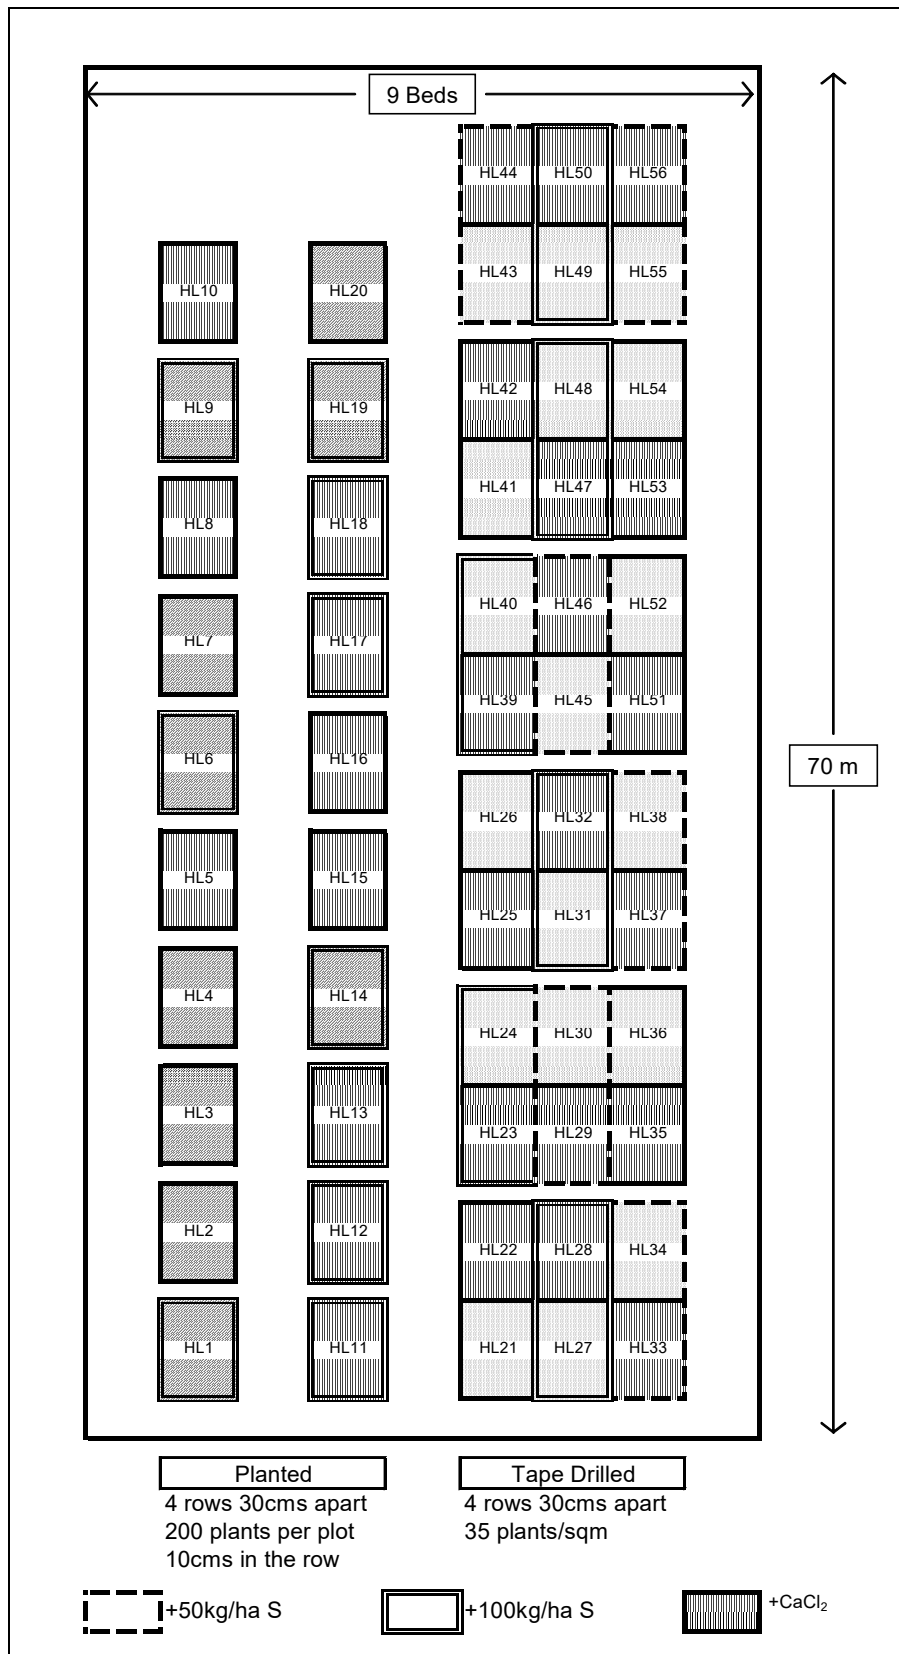 9 Beds
HL44 HL50 HL56
HL43 HL49 HL55
HL10 HL20
HL42 HL48 HL54
HL9 HL19
HL41 HL47 HL53
HL8 HL18
HL40 HL46 HL52
HL7 HL17
HL39 HL45 HL51
HL6 HL16
70 m
HL26 HL32 HL38
HL5 HL15
HL25 HL31 HL37
HL4 HL14
HL24 HL30 HL36
HL3 HL13
HL23 HL29 HL35
HL2 HL12
HL22 HL28 HL34
HL1 HL11
HL21 HL27 HL33
Planted
4 rows 30cms apart
200 plants per plot
10cms in the row
Tape Drilled
4 rows 30cms apart
35 plants/sqm
+50kg/ha S
+100kg/ha S
+CaCl₂